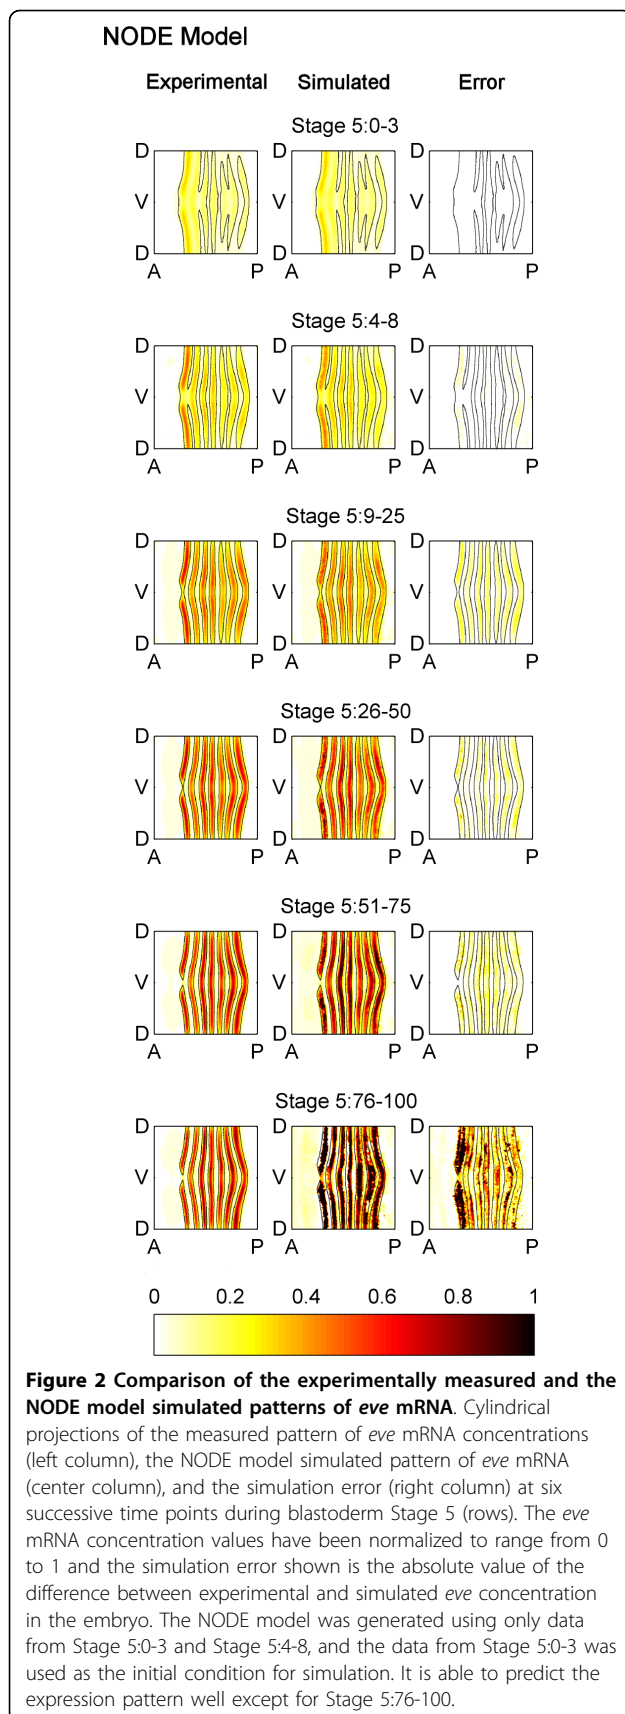 NODE Model
Experimental Simulated Error
Stage 5:0-3
D D D
V V V
D D D
A P A P A P
Stage 5:4-8
D D D
V V V
D D D
A P A P A P
Stage 5:9-25
D D D
V V V
D D D
A P A P A P
Stage 5:26-50
D D D
V V V
D D D
A P A P A P
Stage 5:51-75
D D D
V V V
D D D
A P A P A P
Stage 5:76-100
D D D
V V V
D D D
A P A P A P
0 0.2 0.4 0.6 0.8 1
Figure 2 Comparison of the experimentally measured and the
NODE model simulated patterns of eve mRNA. Cylindrical
projections of the measured pattern of eve mRNA concentrations
(left column), the NODE model simulated pattern of eve mRNA
(center column), and the simulation error (right column) at six
successive time points during blastoderm Stage 5 (rows). The eve
mRNA concentration values have been normalized to range from 0
to 1 and the simulation error shown is the absolute value of the
difference between experimental and simulated eve concentration
in the embryo. The NODE model was generated using only data
from Stage 5:0-3 and Stage 5:4-8, and the data from Stage 5:0-3 was
used as the initial condition for simulation. It is able to predict the
expression pattern well except for Stage 5:76-100.